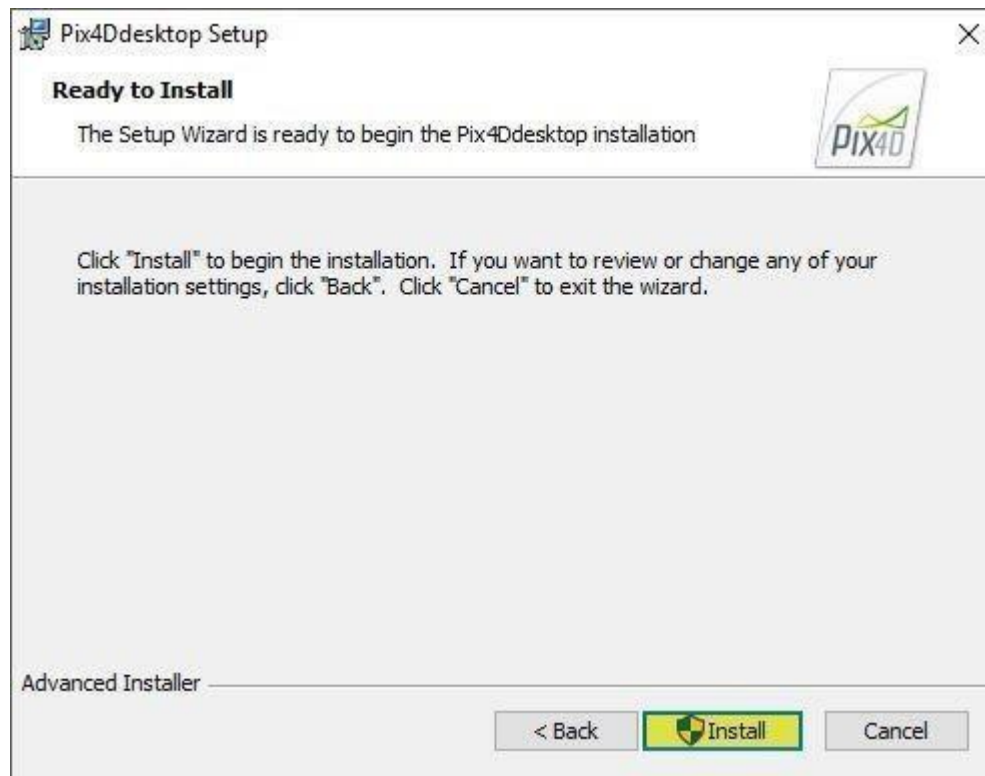 Pix4Ddesktop Setup
Ready to Install
The Setup Wizard is ready to begin the Pix4Ddesktop installation
PIX4D
Click "Install" to begin the installation.  If you want to review or change any of your
installation settings, click "Back".  Click "Cancel" to exit the wizard.
Advanced Installer
< Back
Install
Cancel